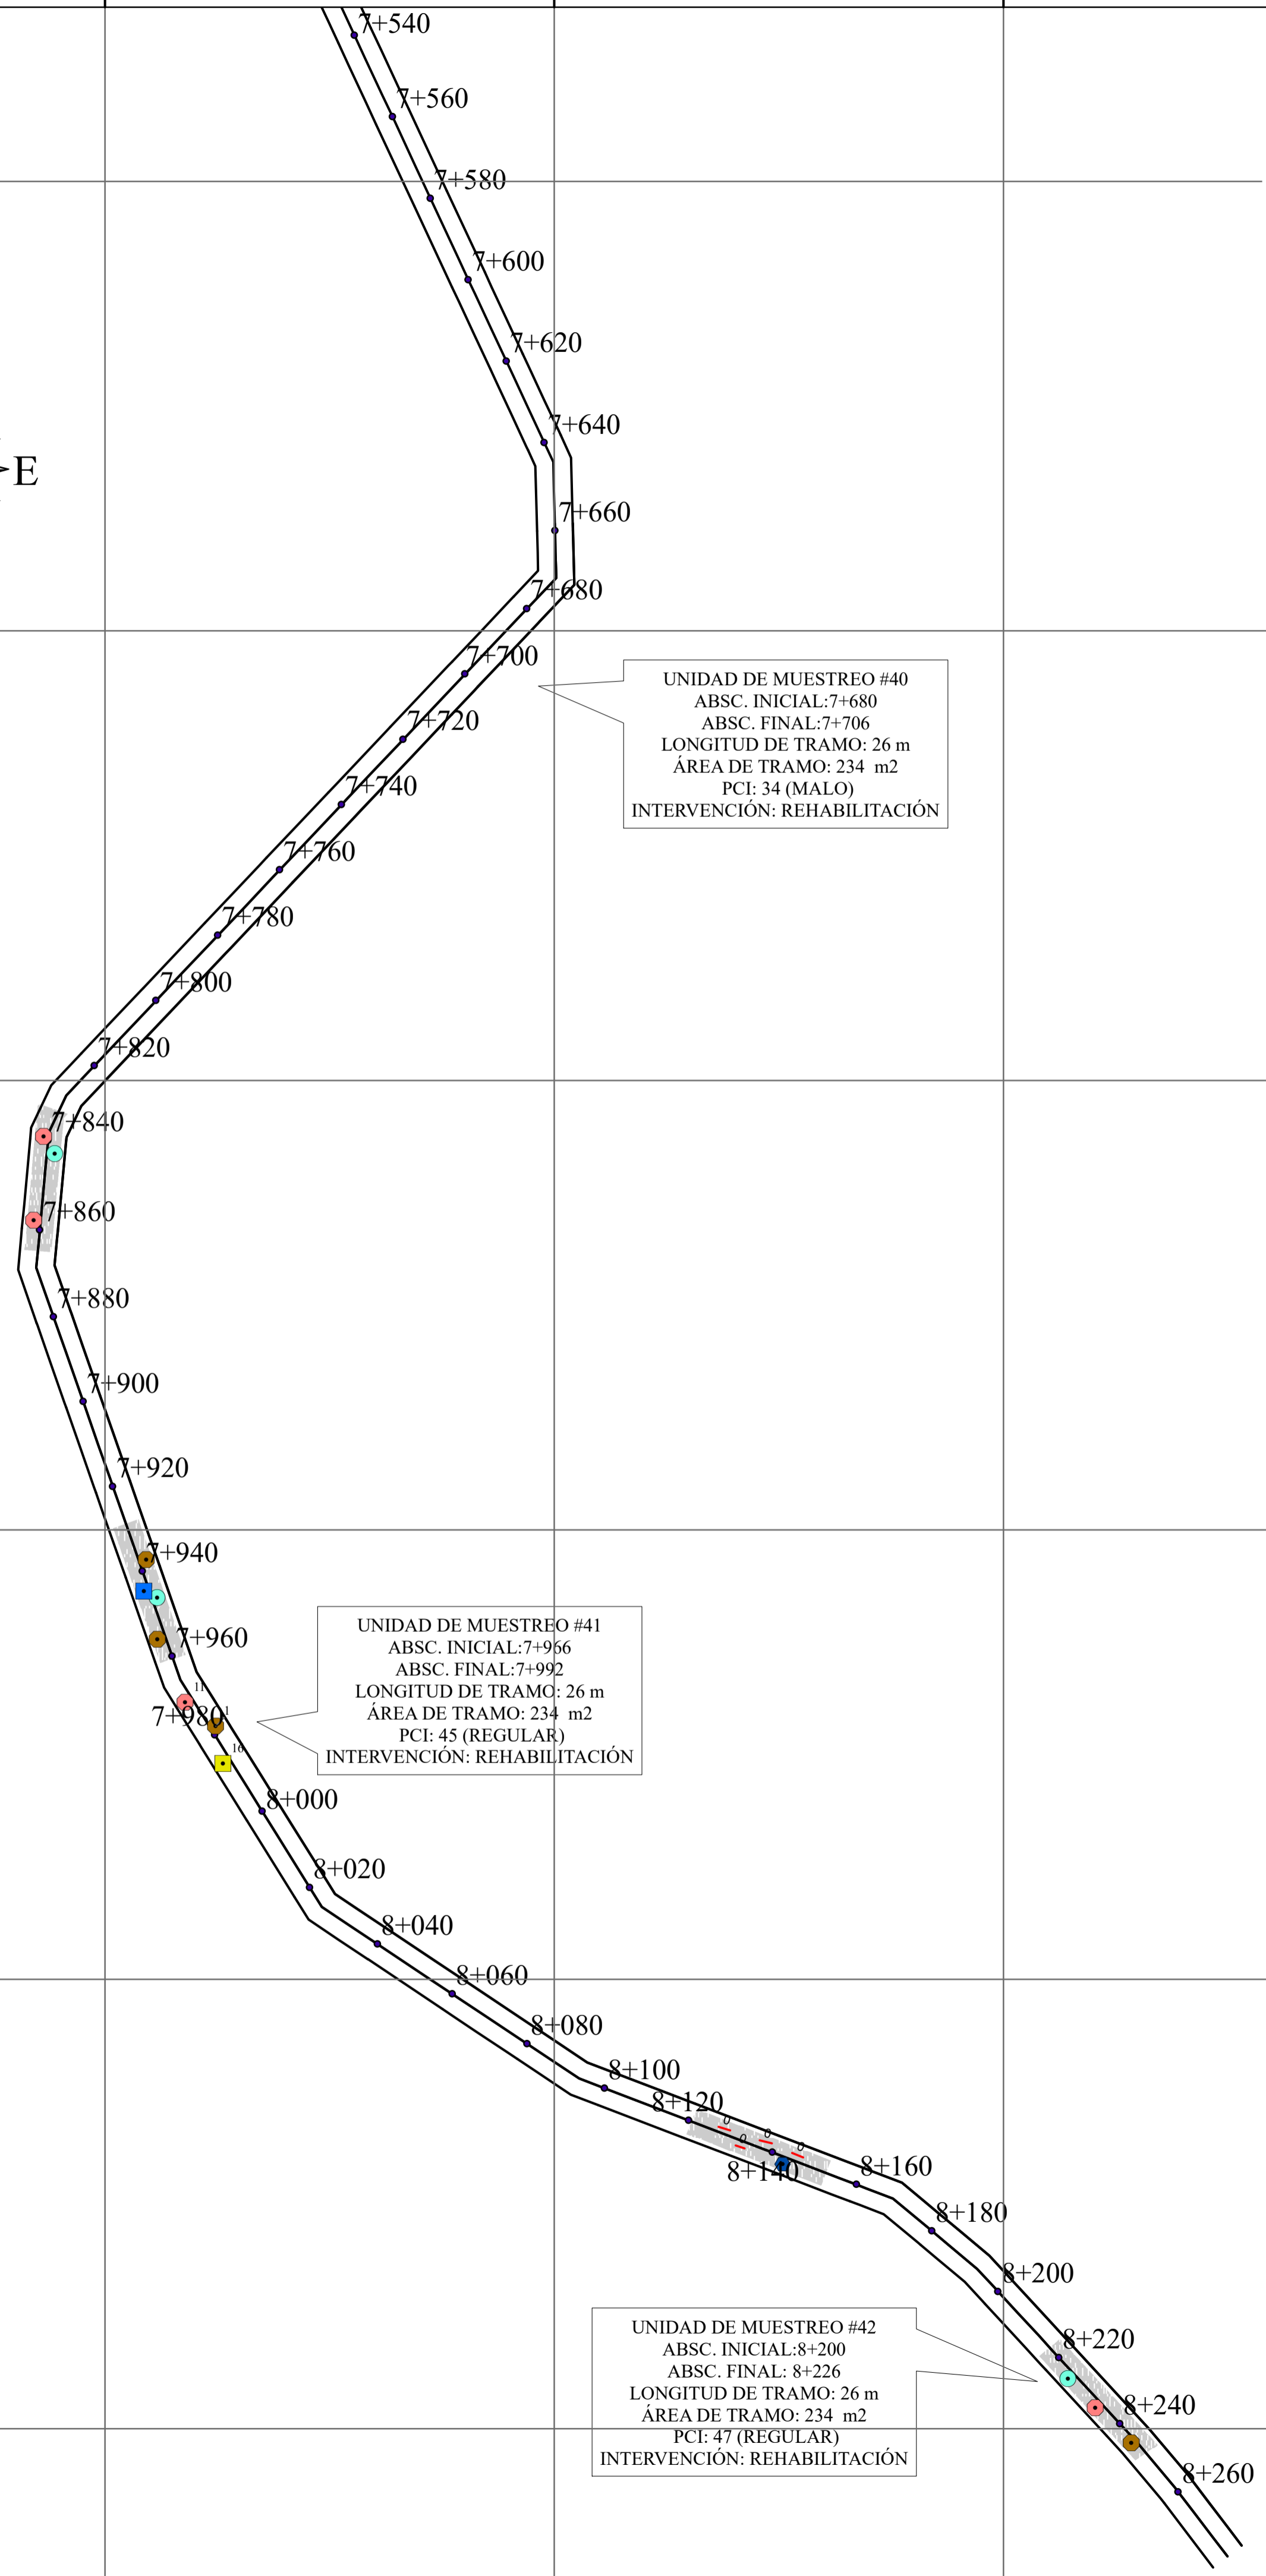 7+540
7+560
7+580
7+600
7+620
7+640
E
7+660
7+680
7+700
UNIDAD DE MUESTREO #40
ABSC. INICIAL:7+680
ABSC. FINAL:7+706
LONGITUD DE TRAMO: 26 m
ÁREA DE TRAMO: 234 m2
PCI: 34 (MALO)
INTERVENCIÓN: REHABILITACIÓN
7+720
7+740
7+760
7+780
7+800
7+820
7+840
7+860
7+880
7+900
7+920
7+940
7+960
UNIDAD DE MUESTREO #41
ABSC. INICIAL:7+966
ABSC. FINAL:7+992
LONGITUD DE TRAMO: 26 m
ÁREA DE TRAMO: 234 m2
PCI: 45 (REGULAR)
INTERVENCIÓN: REHABILITACIÓN
11
7+980
1
16
8+000
8+020
8+040
8+060
8+080
8+100
8+120
0
0
0
0
8+140
8+160
8+180
8+200
UNIDAD DE MUESTREO #42
ABSC. INICIAL:8+200
ABSC. FINAL: 8+226
LONGITUD DE TRAMO: 26 m
ÁREA DE TRAMO: 234 m2
PCI: 47 (REGULAR)
INTERVENCIÓN: REHABILITACIÓN
8+220
8+240
8+260